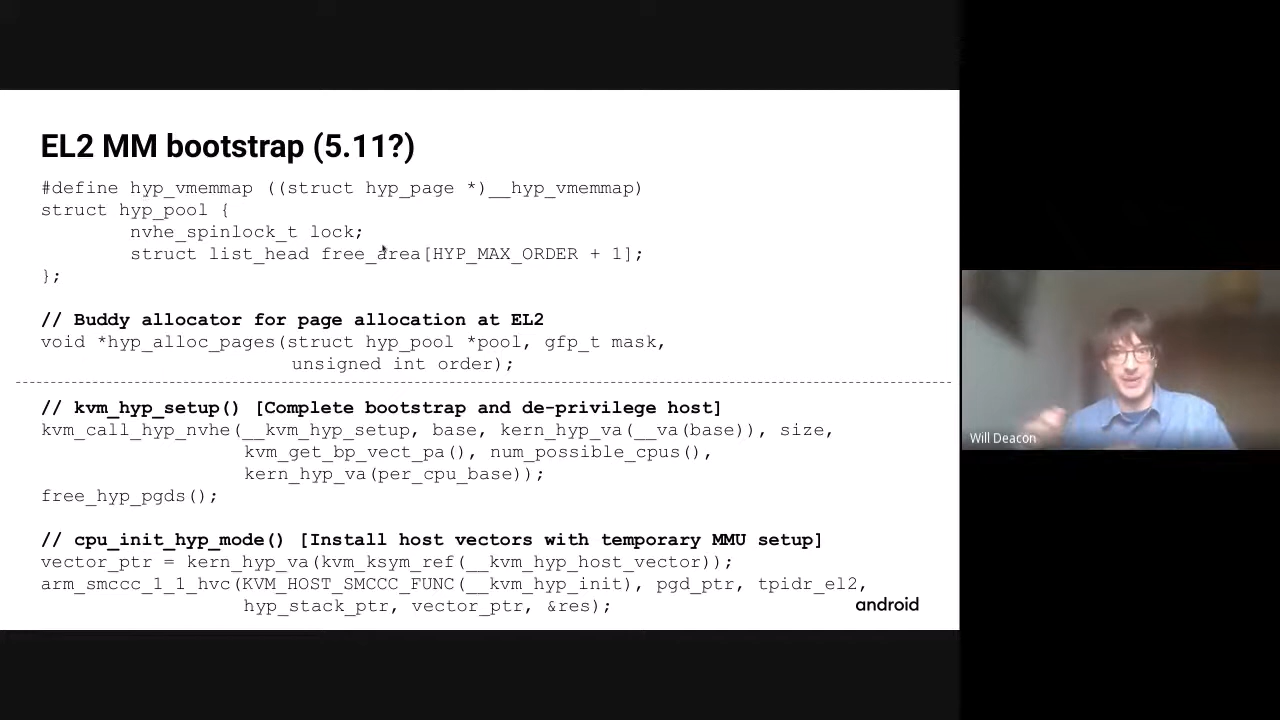 EL2 MM bootstrap (5.11?)
#define hyp_vmemmap ((struct hyp_page *)__hyp_vmemmap)
struct hyp_pool {
nvhe_spinlock_t lock;
struct list_head free_area[HYP_MAX_ORDER + 1];
};
// Buddy allocator for page allocation at EL2
void *hyp_alloc_pages(struct hyp_pool *pool, gfp_t mask,
unsigned int order);
// kvm_hyp_setup() [Complete bootstrap and de-privilege host]
kvm_call_hyp_nvhe(__kvm_hyp_setup, base, kern_hyp_va(__va(base)), size,
kvm_get_bp_vect_pa(), num_possible_cpus(),
kern_hyp_va(per_cpu_base));
free_hyp_pgds();
// cpu_init_hyp_mode() [Install host vectors with temporary MMU setup]
vector_ptr = kern_hyp_va(kvm_ksym_ref(__kvm_hyp_host_vector));
arm_smccc_1_1_hvc(KVM_HOST_SMCCC_FUNC(__kvm_hyp_init), pgd_ptr, tpidr_el2,
hyp_stack_ptr, vector_ptr, &res);
android
Will Deacon